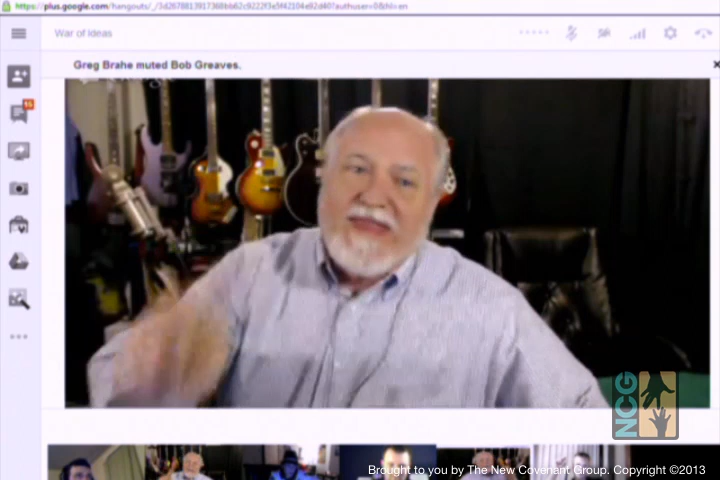 War of Ideas
Greg Brahe muted Bob Greaves.
55
NCG
Brought to you by The New Covenant Group. Copyright ©2013